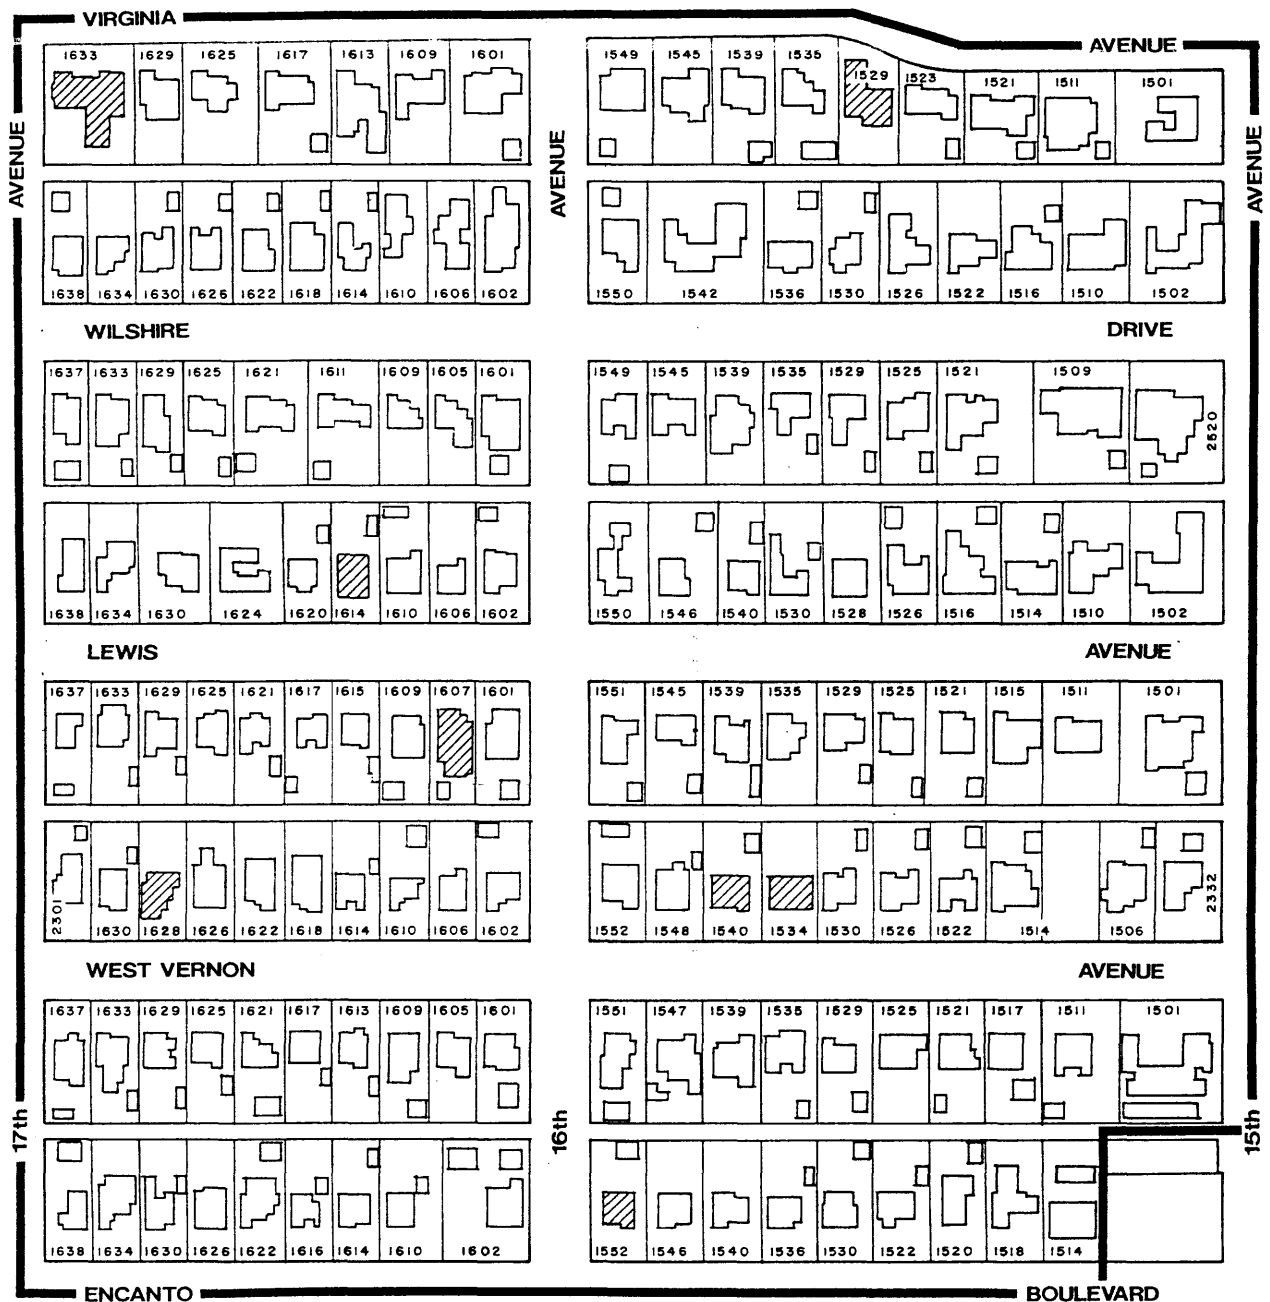 VIRGINIA
AVENUE
1633 1629 1625 1617 1613 1609 1601
1549 1545 1539 1535 1529 1523 1521 1511 1501
AVENUE
AVENUE
AVENUE
1638 1634 1630 1626 1622 1618 1614 1610 1606 1602
1550 1542 1536 1530 1526 1522 1516 1510 1502
WILSHIRE
DRIVE
1637 1633 1629 1625 1621 1611 1609 1605 1601
1549 1545 1539 1535 1529 1525 1521 1509
2520
1638 1634 1630 1624 1620 1614 1610 1606 1602
1550 1546 1540 1530 1528 1526 1516 1514 1510 1502
LEWIS
AVENUE
1637 1633 1629 1625 1621 1617 1615 1609 1607 1601
1551 1545 1539 1535 1529 1525 1521 1515 1511 1501
2301
1630 1628 1626 1622 1618 1614 1610 1606 1602
1552 1548 1540 1534 1530 1526 1522 1514 1506
2332
WEST VERNON
AVENUE
1637 1633 1629 1625 1621 1617 1613 1609 1605 1601
1551 1547 1539 1535 1529 1525 1521 1517 1511 1501
17th
16th
15th
1638 1634 1630 1626 1622 1616 1614 1610 1602
1552 1546 1540 1536 1530 1522 1520 1518 1514
ENCANTO
BOULEVARD